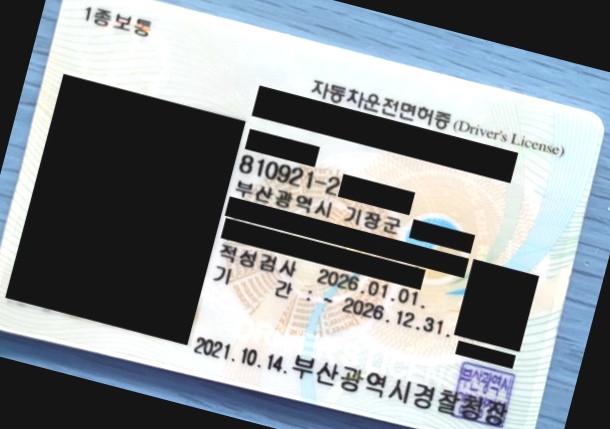 1종보통
자동차운전면허증 (Driver's License)
810921-2
부산광역시 기장군
적성검사 2026.01.01.
기 간 : ~ 2026.12.31.
2021.10.14. 부산광역시경찰청장